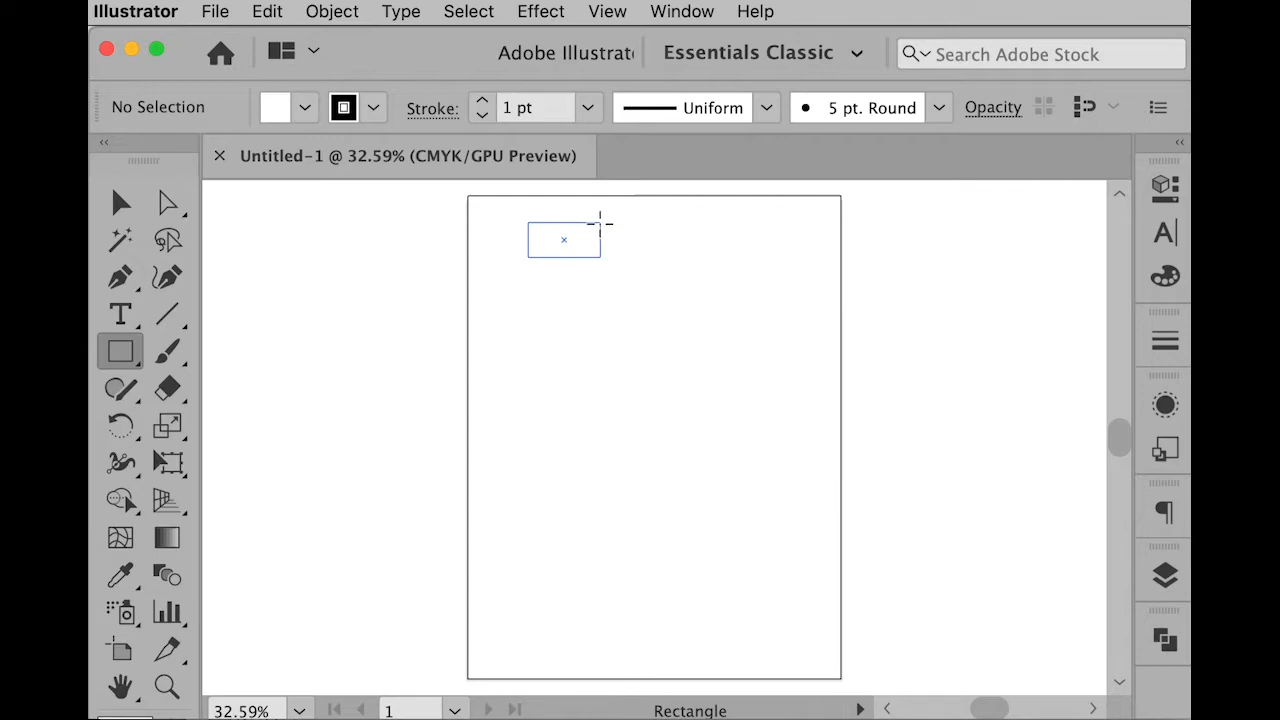 Illustrator File Edit Object Type Select Effect View Window Help
Adobe Illustrat Essentials Classic Search Adobe Stock
No Selection Stroke: 1 pt Uniform 5 pt. Round Opacity
Untitled-1 @ 32.59% (CMYK/GPU Preview)
32.59% 1 Rectangle